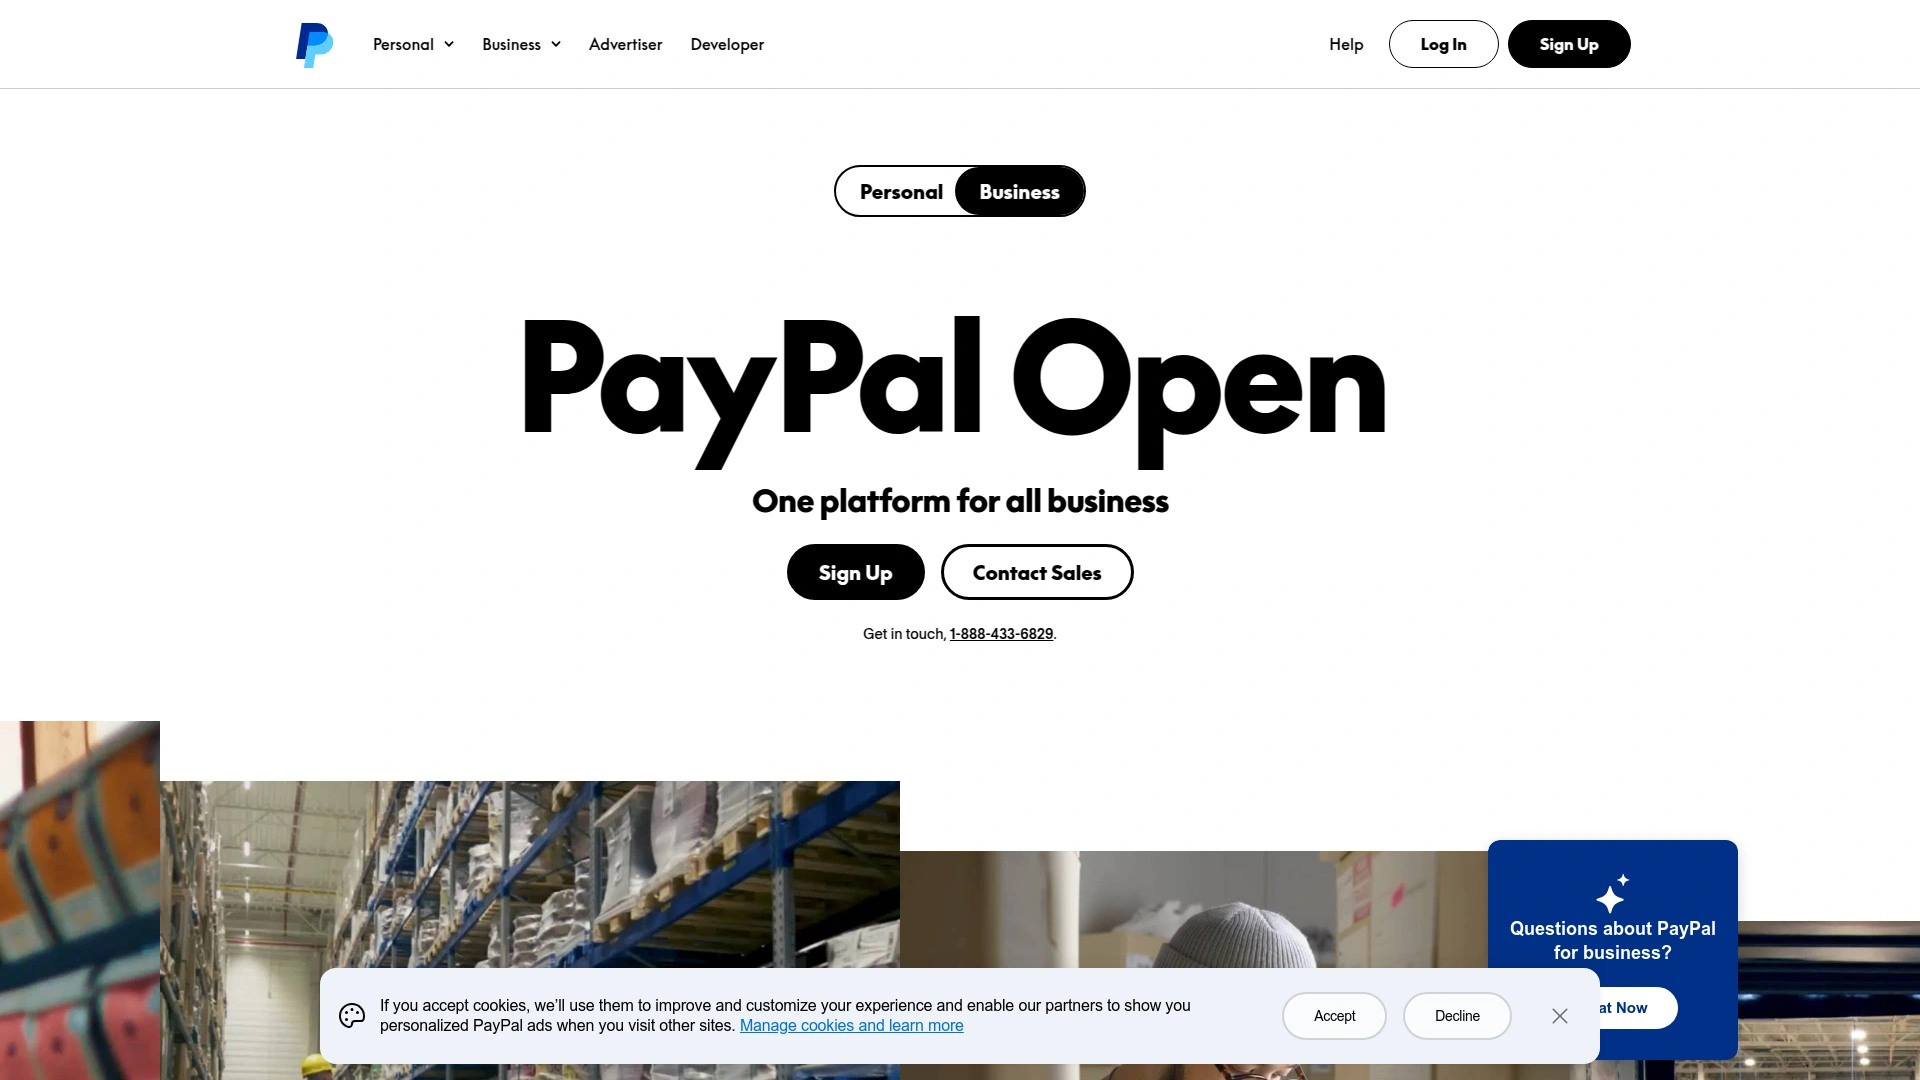 Personal
Business
Advertiser
Developer
Help
Log In
Sign Up
Personal
Business
PayPal Open
One platform for all business
Sign Up
Contact Sales
Get in touch, 1-888-433-6829.
Questions about PayPal
for business?
at Now
If you accept cookies, we’ll use them to improve and customize your experience and enable our partners to show you
personalized PayPal ads when you visit other sites. Manage cookies and learn more
Accept
Decline